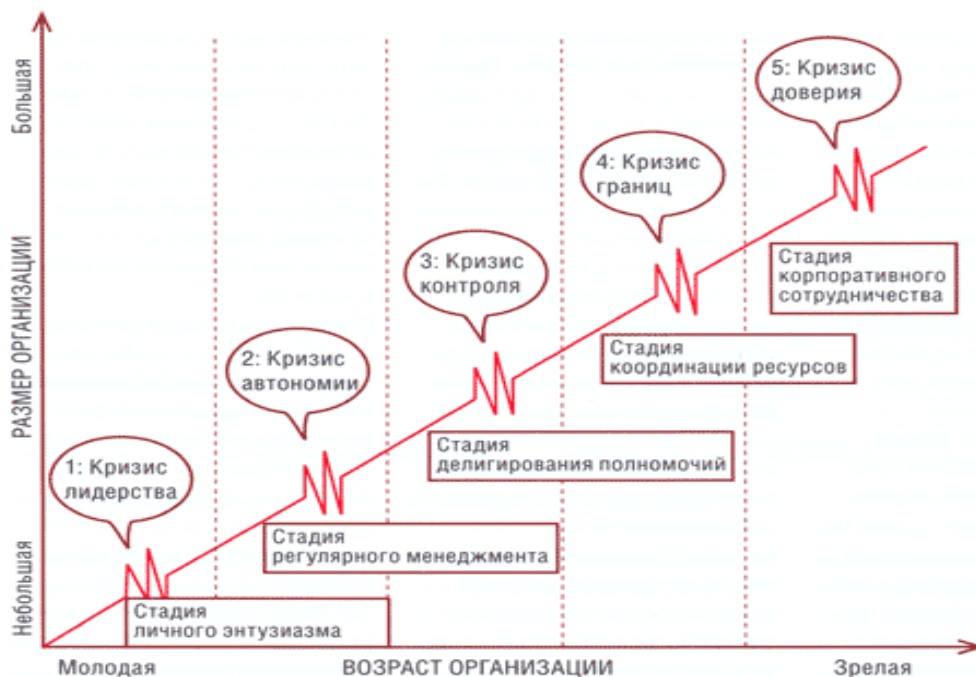 Большая
РАЗМЕР ОРГАНИЗАЦИИ
Небольшая
5: Кризис
доверия
4: Кризис
границ
3: Кризис
контроля
2: Кризис
автономии
1: Кризис
лидерства
Стадия
корпоративного
сотрудничества
Стадия
координации ресурсов
Стадия
делигирования полномочий
Стадия
регулярного менеджмента
Стадия
личного энтузиазма
Молодая
ВОЗРАСТ ОРГАНИЗАЦИИ
Зрелая